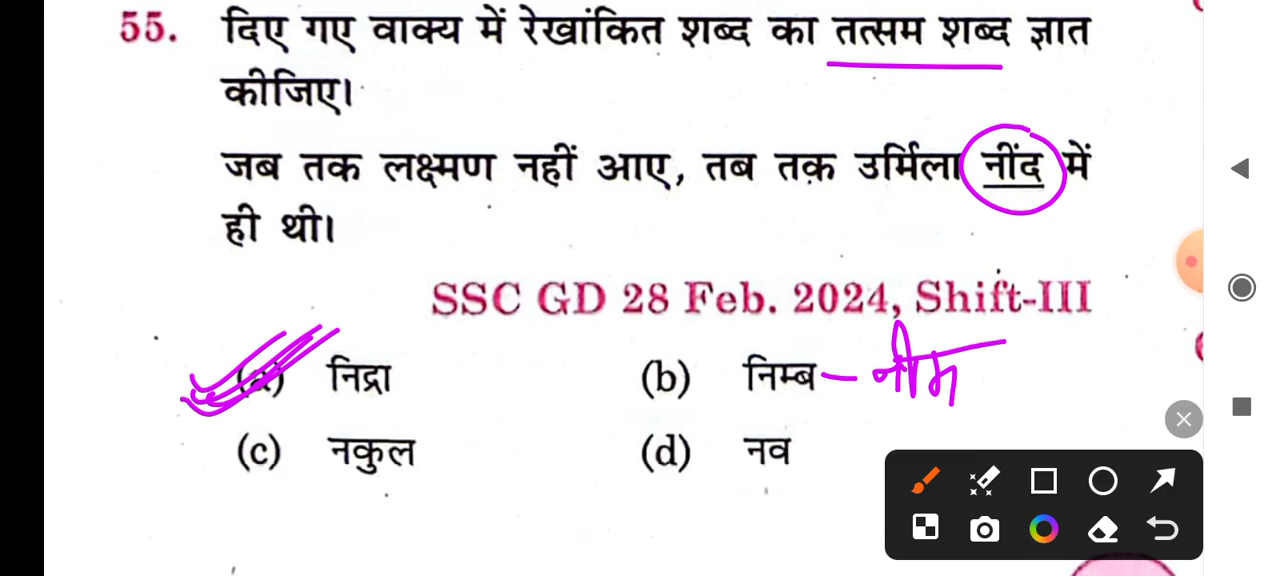 55. दिए गए वाक्य में रेखांकित शब्द का तत्सम शब्द ज्ञात
कीजिए।
जब तक लक्ष्मण नहीं आए, तब तक़ उर्मिला नींद में
ही थी।
SSC GD 28 Feb. 2024, Shift-III
(a) निद्रा (b) निम्ब – नीम
(c) नकुल (d) नव